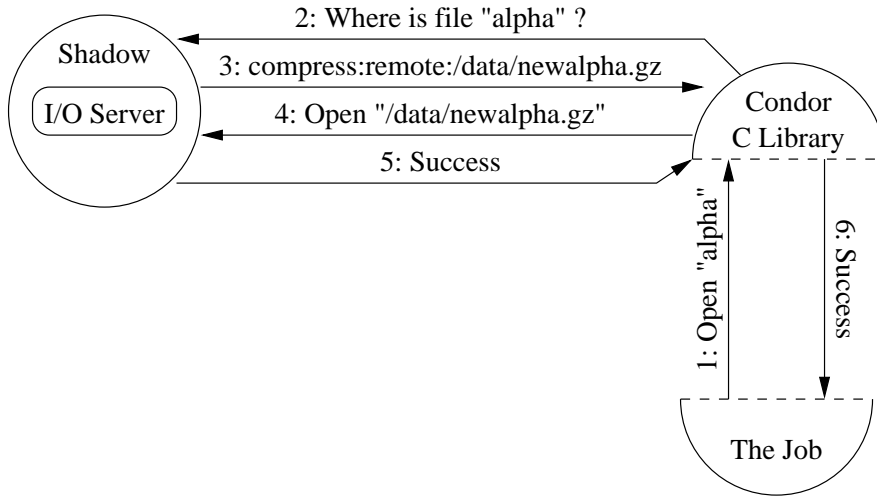 2: Where is file "alpha" ?
Shadow
3: compress:remote:/data/newalpha.gz
I/O Server
4: Open "/data/newalpha.gz"
Condor
C Library
5: Success
1: Open "alpha"
6: Success
The Job